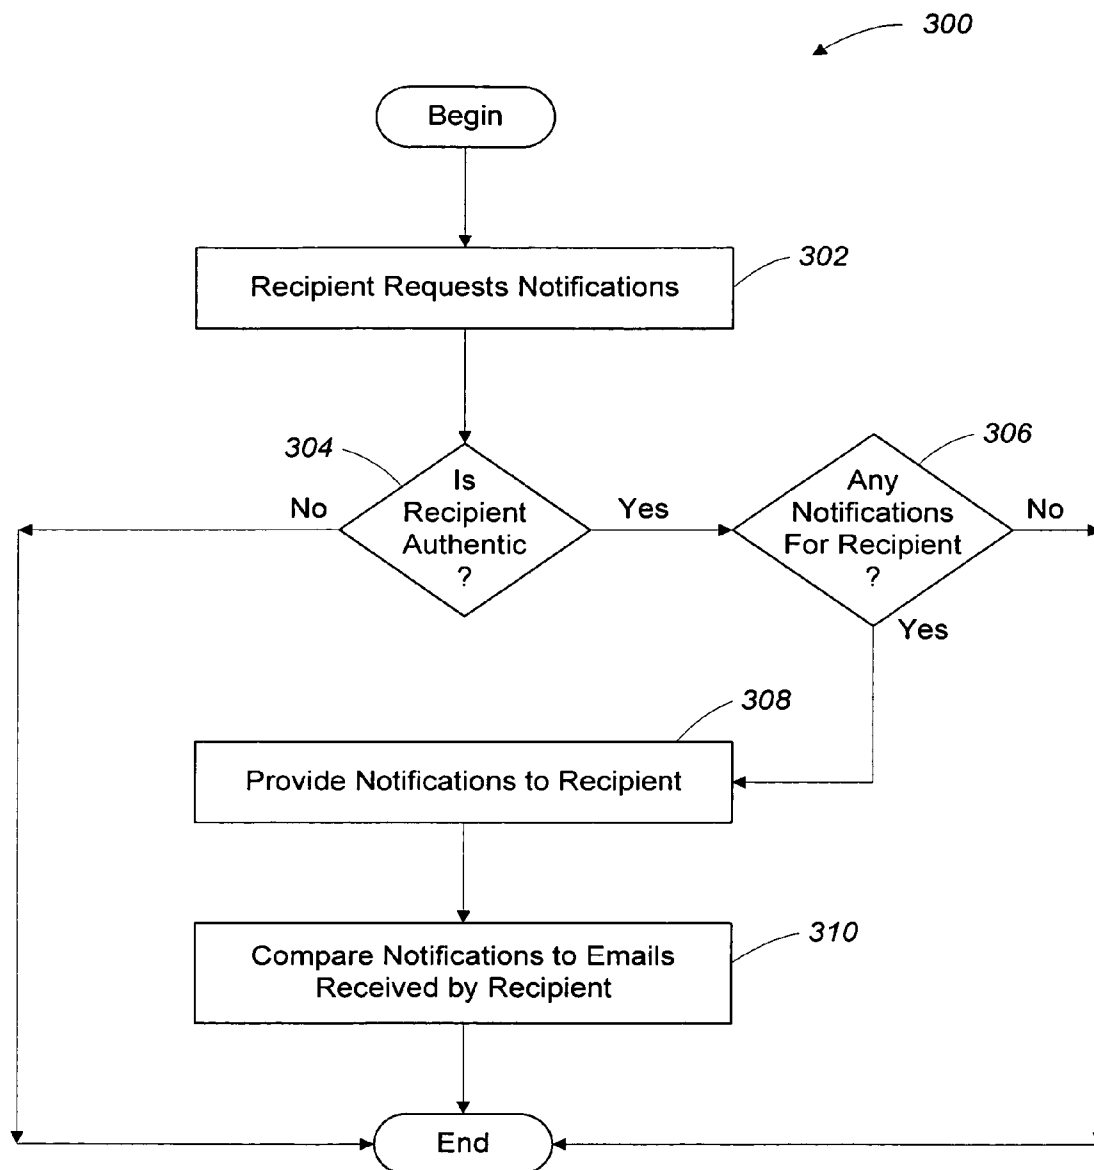 300
Begin
302
Recipient Requests Notifications
304
306
Is
Recipient
Authentic
?
No
Yes
Any
Notifications
For Recipient
?
No
Yes
308
Provide Notifications to Recipient
310
Compare Notifications to Emails
Received by Recipient
End